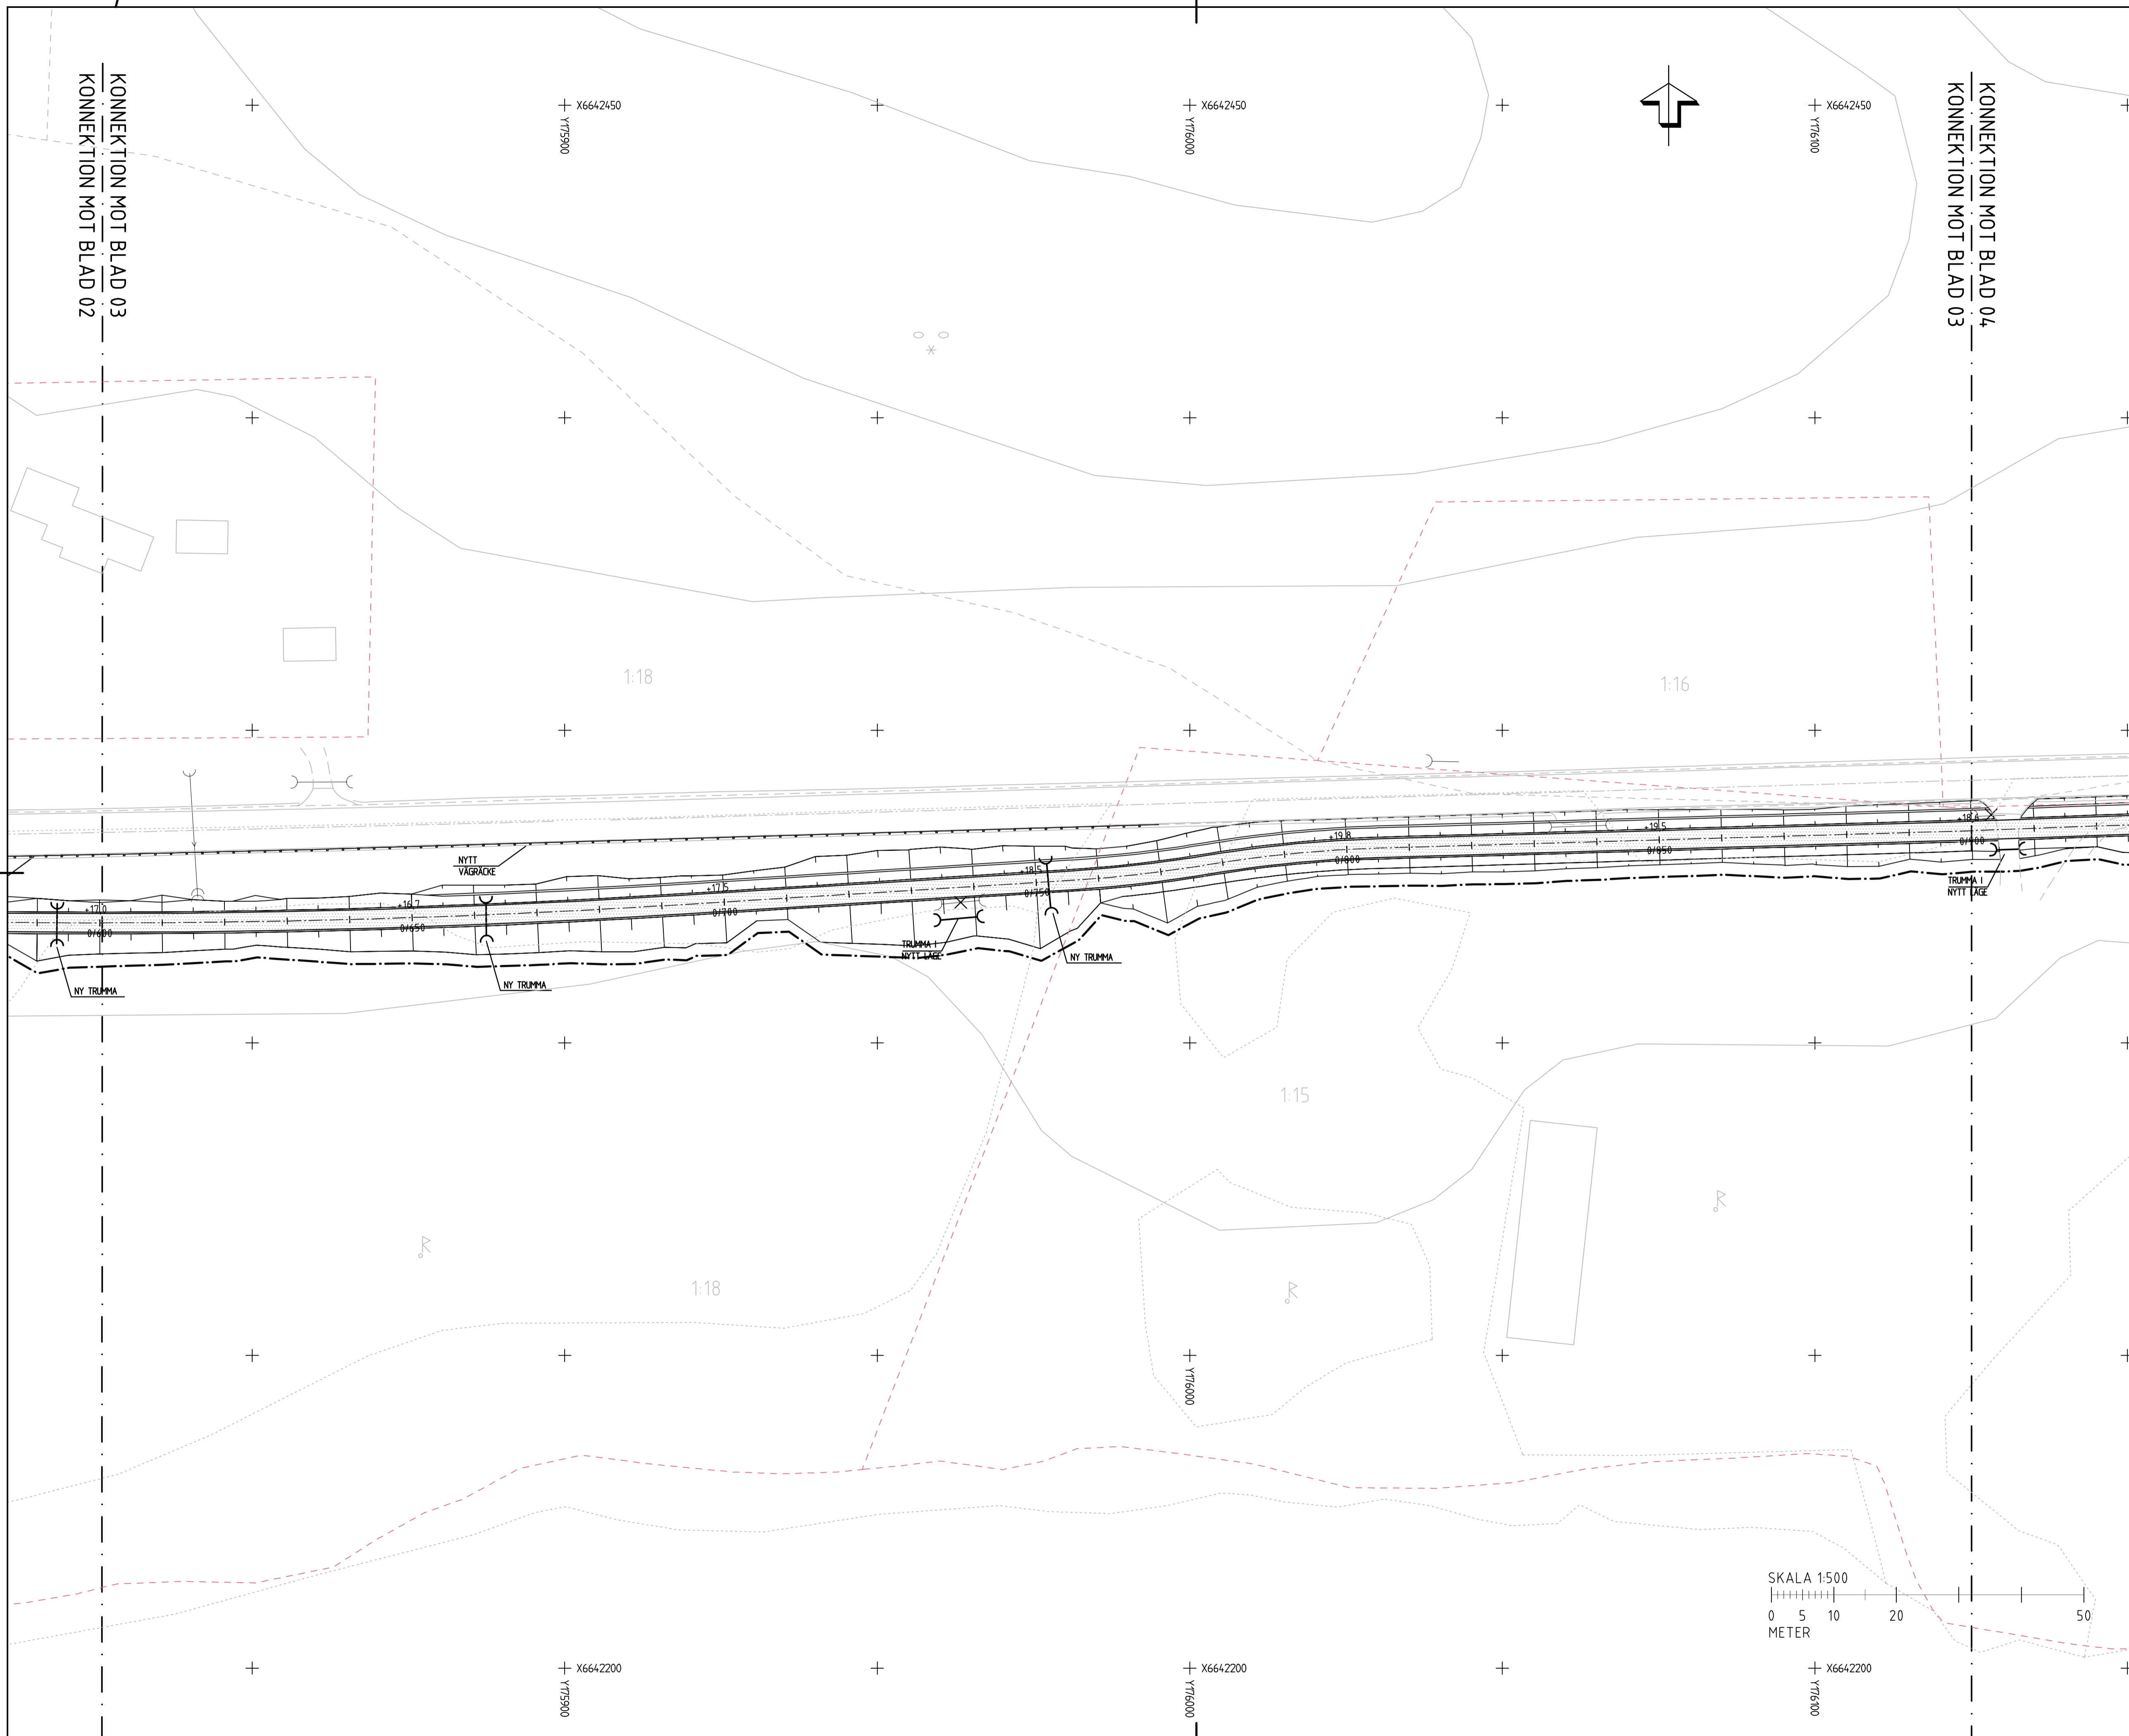 KONNEKTION MOT BLAD 03
KONNEKTION MOT BLAD 02
X6642450
Y175900
X6642450
Y176000
X6642450
Y176100
KONNEKTION MOT BLAD 04
KONNEKTION MOT BLAD 03
1:18
1:16
NYTT
VÄGRÄCKE
+17,0
0/600
+16,7
0/650
+17,5
0/700
+18,5
0/750
+19,8
0/800
+19,5
0/850
+18,6
0/900
NY TRUMMA
NY TRUMMA
TRUMMA I
NYTT LÄGE
NY TRUMMA
TRUMMA I
NYTT LÄGE
1:15
1:18
Y176000
SKALA 1:500
0 5 10 20 50
METER
X6642200
Y175900
X6642200
Y176000
X6642200
Y176100